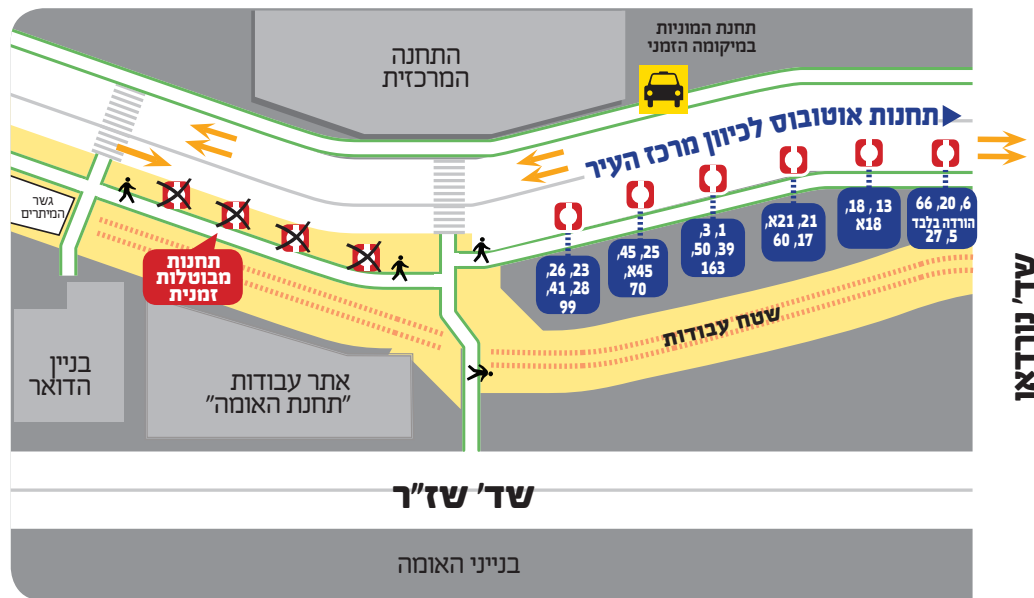 תחנת המוניות
במיקומה הזמני
התחנה
המרכזית
תחנות אוטובוס לכיוון מרכז העיר
6, 20, 66
הורדה בלבד
5, 27
13, 18,
18א
21, 21א,
17, 60
1, 3,
39, 50,
163
25, 45,
45א,
70
23, 26,
28, 41,
99
גשר
המיתרים
תחנות
מבוטלות
זמנית
שטח עבודות
שד' נורדאו
בניין
הדואר
אתר עבודות
"תחנת האומה"
שד' שז"ר
בנייני האומה